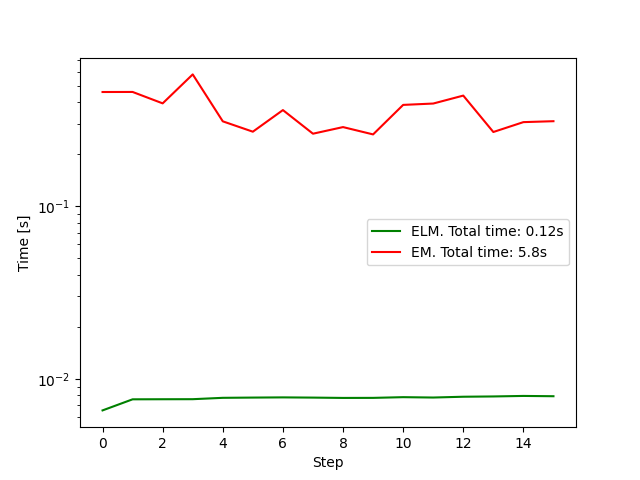 Time [s]
10⁻¹
10⁻²
ELM. Total time: 0.12s
EM. Total time: 5.8s
0 2 4 6 8 10 12 14
Step